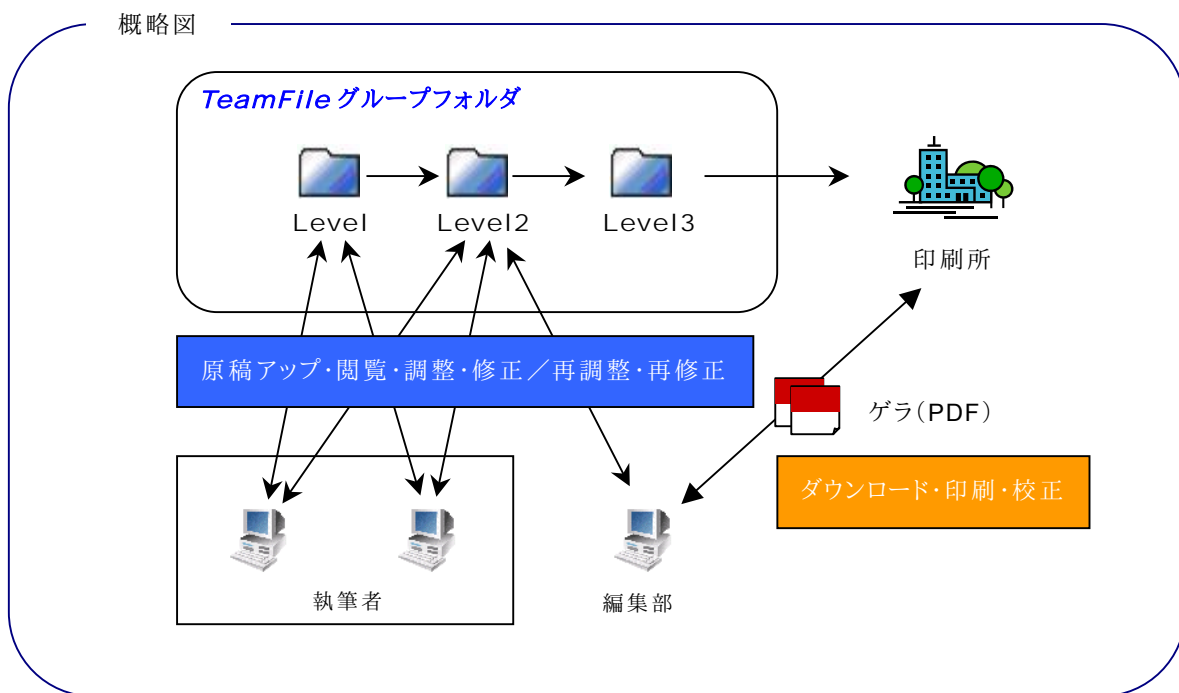 概略図
TeamFileグループフォルダ
Level
Level2
Level3
印刷所
原稿アップ・閲覧・調整・修正／再調整・再修正
ゲラ(PDF)
ダウンロード・印刷・校正
執筆者
編集部